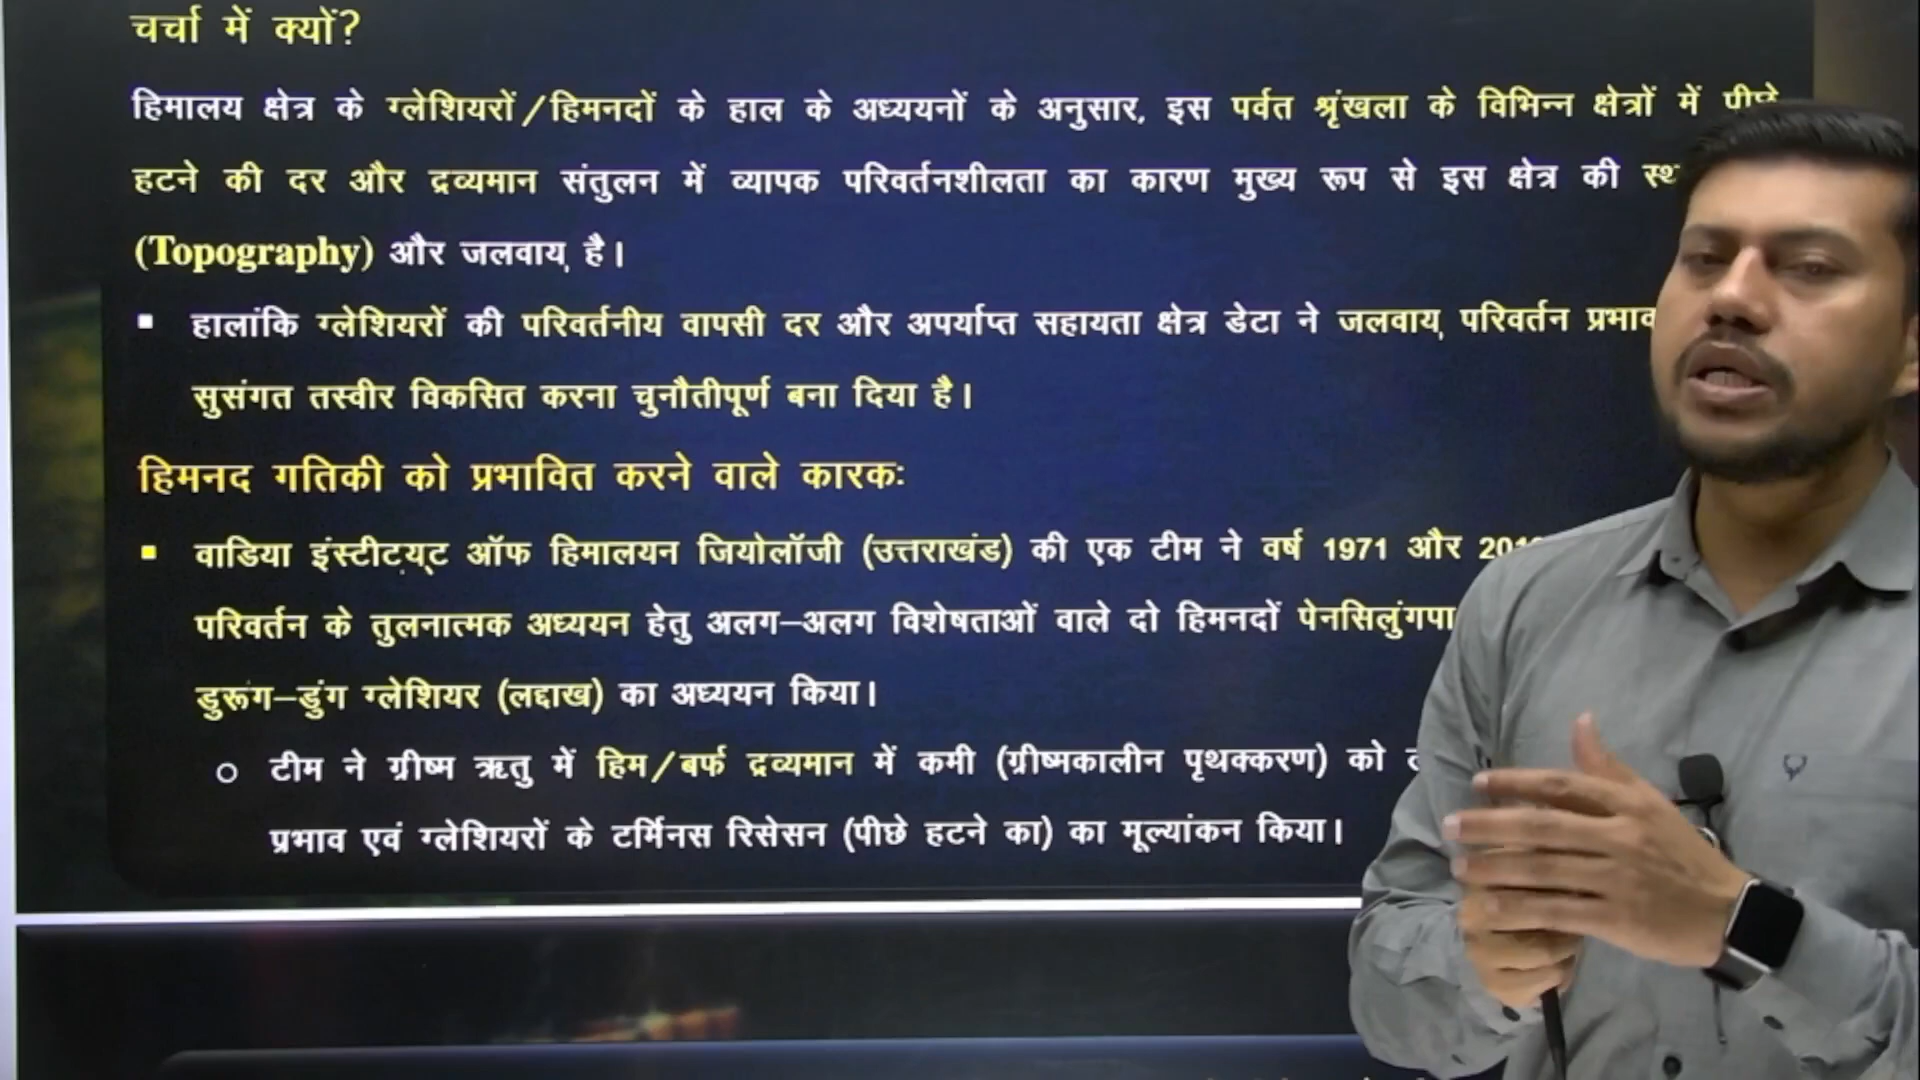 चर्चा में क्यों?
हिमालय क्षेत्र के ग्लेशियरों/हिमनदों के हाल के अध्ययनों के अनुसार, इस पर्वत श्रृंखला के विभिन्न क्षेत्रों में पीछे
हटने की दर और द्रव्यमान संतुलन में व्यापक परिवर्तनशीलता का कारण मुख्य रूप से इस क्षेत्र की
(Topography) और जलवायु है।
▪ हालांकि ग्लेशियरों की परिवर्तनीय वापसी दर और अपर्याप्त सहायता क्षेत्र डेटा ने जलवायु परिवर्तन प्रभाव
सुसंगत तस्वीर विकसित करना चुनौतीपूर्ण बना दिया है।
हिमनद गतिकी को प्रभावित करने वाले कारकः
▪ वाडिया इंस्टीटयूट ऑफ हिमालयन जियोलॉजी (उत्तराखंड) की एक टीम ने वर्ष 1971 और
परिवर्तन के तुलनात्मक अध्ययन हेतु अलग–अलग विशेषताओं वाले दो हिमनदों
डुरूंग–डुंग ग्लेशियर (लद्दाख) का अध्ययन किया।
○ टीम ने ग्रीष्म ऋतु में हिम/बर्फ द्रव्यमान में कमी (ग्रीष्मकालीन पृथक्करण) को
प्रभाव एवं ग्लेशियरों के टर्मिनस रिसेसन (पीछे हटने का) का मूल्यांकन किया।